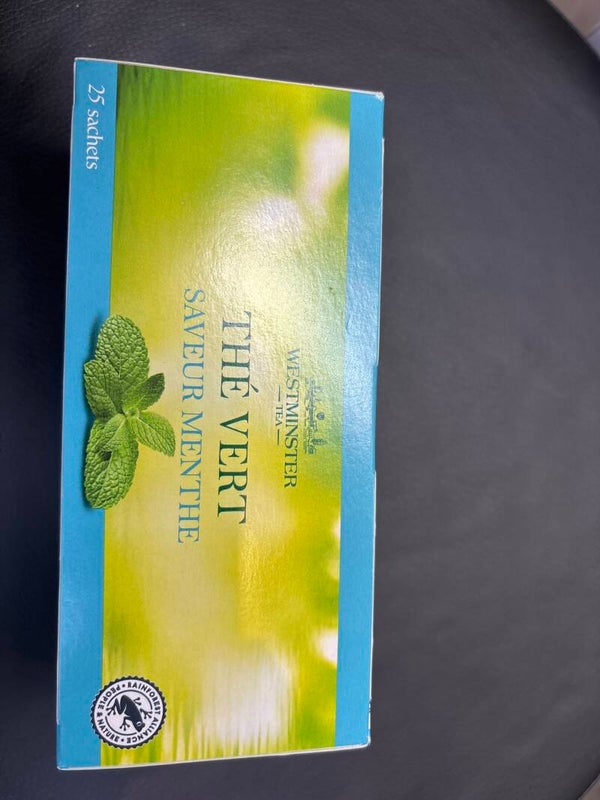 WESTMINSTER
— TEA —
THÉ VERT
SAVEUR MENTHE
25 sachets
RAINFOREST ALLIANCE • PEOPLE & NATURE •